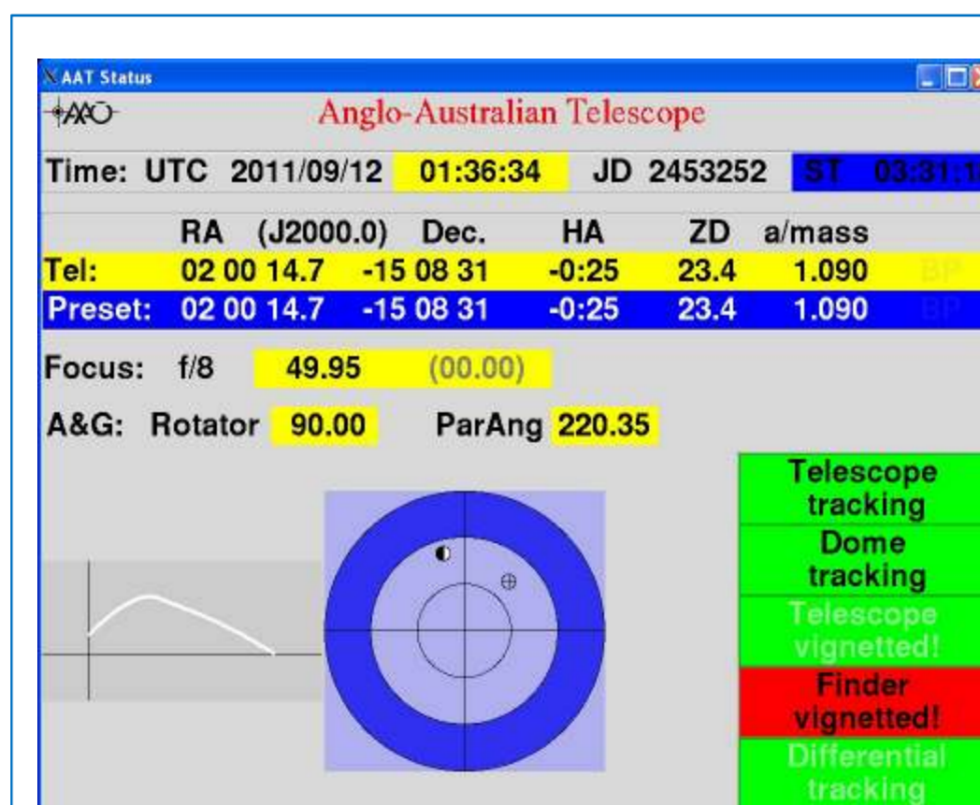 AAT Status
AAO Anglo-Australian Telescope
Time: UTC 2011/09/12 01:36:34 JD 2453252 ST
RA (J2000.0) Dec. HA ZD a/mass
Tel: 02 00 14.7 -15 08 31 -0:25 23.4 1.090 BP
Preset: 02 00 14.7 -15 08 31 -0:25 23.4 1.090 BP
Focus: f/8 49.95 (00.00)
A&G: Rotator 90.00 ParAng 220.35
Telescope
tracking
Dome
tracking
Telescope
vignetted!
Finder
vignetted!
Differential
tracking